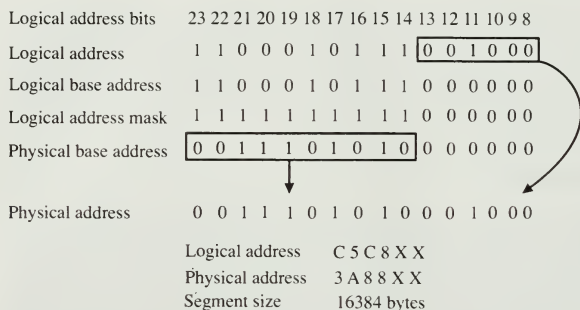 Logical address bits 23 22 21 20 19 18 17 16 15 14 13 12 11 10 9 8
Logical address 1 1 0 0 0 1 0 1 1 1 0 0 1 0 0 0
Logical base address 1 1 0 0 0 1 0 1 1 1 0 0 0 0 0 0
Logical address mask 1 1 1 1 1 1 1 1 1 1 0 0 0 0 0 0
Physical base address 0 0 1 1 1 0 1 0 1 0 0 0 0 0 0 0
Physical address 0 0 1 1 1 0 1 0 1 0 0 0 1 0 0 0
Logical address C 5 C 8 X X
Physical address 3 A 8 8 X X
Segment size 16384 bytes